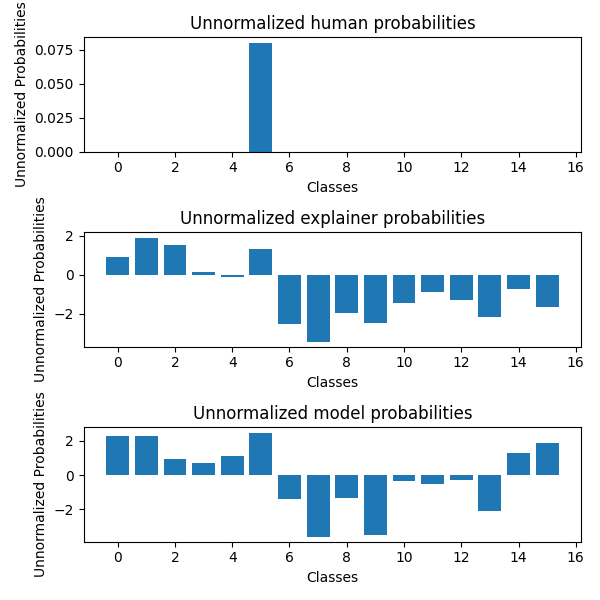 Unnormalized human probabilities
Unnormalized Probabilities
0.075
0.050
0.025
0.000
0 2 4 6 8 10 12 14 16
Classes
Unnormalized explainer probabilities
Unnormalized Probabilities
2
0
−2
0 2 4 6 8 10 12 14 16
Classes
Unnormalized model probabilities
Unnormalized Probabilities
2
0
−2
0 2 4 6 8 10 12 14 16
Classes